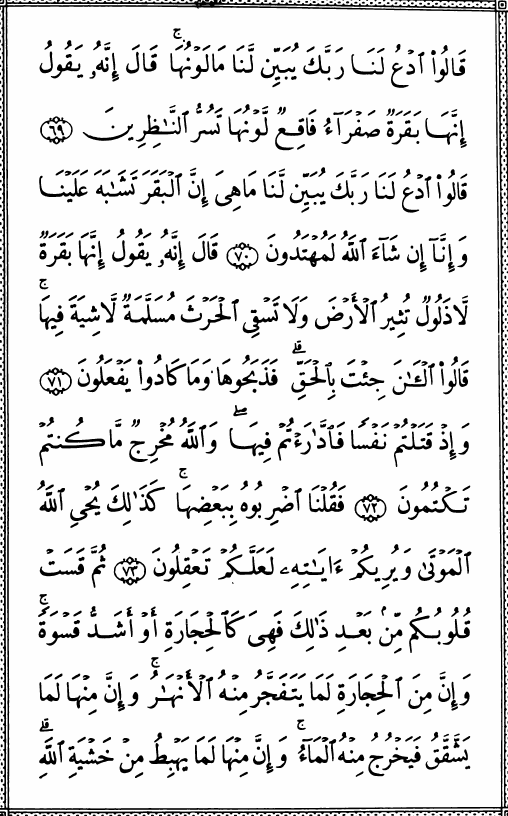 قَالُوا۟ ٱدْعُ لَنَا رَبَّكَ يُبَيِّن لَّنَا مَا لَوْنُهَا ۚ قَالَ إِنَّهُۥ يَقُولُ
إِنَّهَا بَقَرَةٌ صَفْرَآءُ فَاقِعٌ لَّوْنُهَا تَسُرُّ ٱلنَّـٰظِرِينَ ﴿٦٩﴾
قَالُوا۟ ٱدْعُ لَنَا رَبَّكَ يُبَيِّن لَّنَا مَا هِىَ إِنَّ ٱلْبَقَرَ تَشَـٰبَهَ عَلَيْنَا
وَإِنَّآ إِن شَآءَ ٱللَّهُ لَمُهْتَدُونَ ﴿٧٠﴾ قَالَ إِنَّهُۥ يَقُولُ إِنَّهَا بَقَرَةٌ
لَّا ذَلُولٌ تُثِيرُ ٱلْأَرْضَ وَلَا تَسْقِى ٱلْحَرْثَ مُسَلَّمَةٌ لَّا شِيَةَ فِيهَا ۚ
قَالُوا۟ ٱلْـَٔـٰنَ جِئْتَ بِٱلْحَقِّ ۚ فَذَبَحُوهَا وَمَا كَادُوا۟ يَفْعَلُونَ ﴿٧١﴾
وَإِذْ قَتَلْتُمْ نَفْسًا فَٱدَّٰرَْٰٔتُمْ فِيهَا ۖ وَٱللَّهُ مُخْرِجٌ مَّا كُنتُمْ
تَكْتُمُونَ ﴿٧٢﴾ فَقُلْنَا ٱضْرِبُوهُ بِبَعْضِهَا ۚ كَذَٰلِكَ يُحْىِ ٱللَّهُ
ٱلْمَوْتَىٰ وَيُرِيكُمْ ءَايَـٰتِهِۦ لَعَلَّكُمْ تَعْقِلُونَ ﴿٧٣﴾ ثُمَّ قَسَتْ
قُلُوبُكُم مِّنۢ بَعْدِ ذَٰلِكَ فَهِىَ كَٱلْحِجَارَةِ أَوْ أَشَدُّ قَسْوَةً ۚ
وَإِنَّ مِنَ ٱلْحِجَارَةِ لَمَا يَتَفَجَّرُ مِنْهُ ٱلْأَنْهَـٰرُ ۚ وَإِنَّ مِنْهَا لَمَا
يَشَّقَّقُ فَيَخْرُجُ مِنْهُ ٱلْمَآءُ ۚ وَإِنَّ مِنْهَا لَمَا يَهْبِطُ مِنْ خَشْيَةِ ٱللَّهِ ۗ